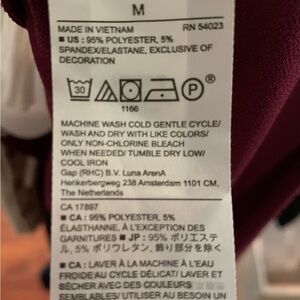 M
MADE IN VIETNAM RN 54023
■ US : 95% POLYESTER, 5%
SPANDEX/ELASTANE, EXCLUSIVE OF
DECORATION
30 P ®
1166
MACHINE WASH COLD GENTLE CYCLE/
WASH AND DRY WITH LIKE COLORS/
ONLY NON-CHLORINE BLEACH
WHEN NEEDED/ TUMBLE DRY LOW/
COOL IRON
Gap (RHC) B.V. Luna ArenA
Herikerbergweg 238 Amsterdam 1101 CM,
The Netherlands
CA 17897
■ CA : 95% POLYESTER, 5%
ÉLASTHANNE, À L'EXCEPTION DES
GARNITURES ■ JP : 95% ポリエステ
ル, 5% ポリウレタン, 飾り部分を除く
■ CA : LAVER À LA MACHINE À L'EAU
FROIDE AU CYCLE DÉLICAT/ LAVER ET
SÉCHER AVEC DES COULEURS
SEMBLABLES/ UTILISER AU BESOIN UN